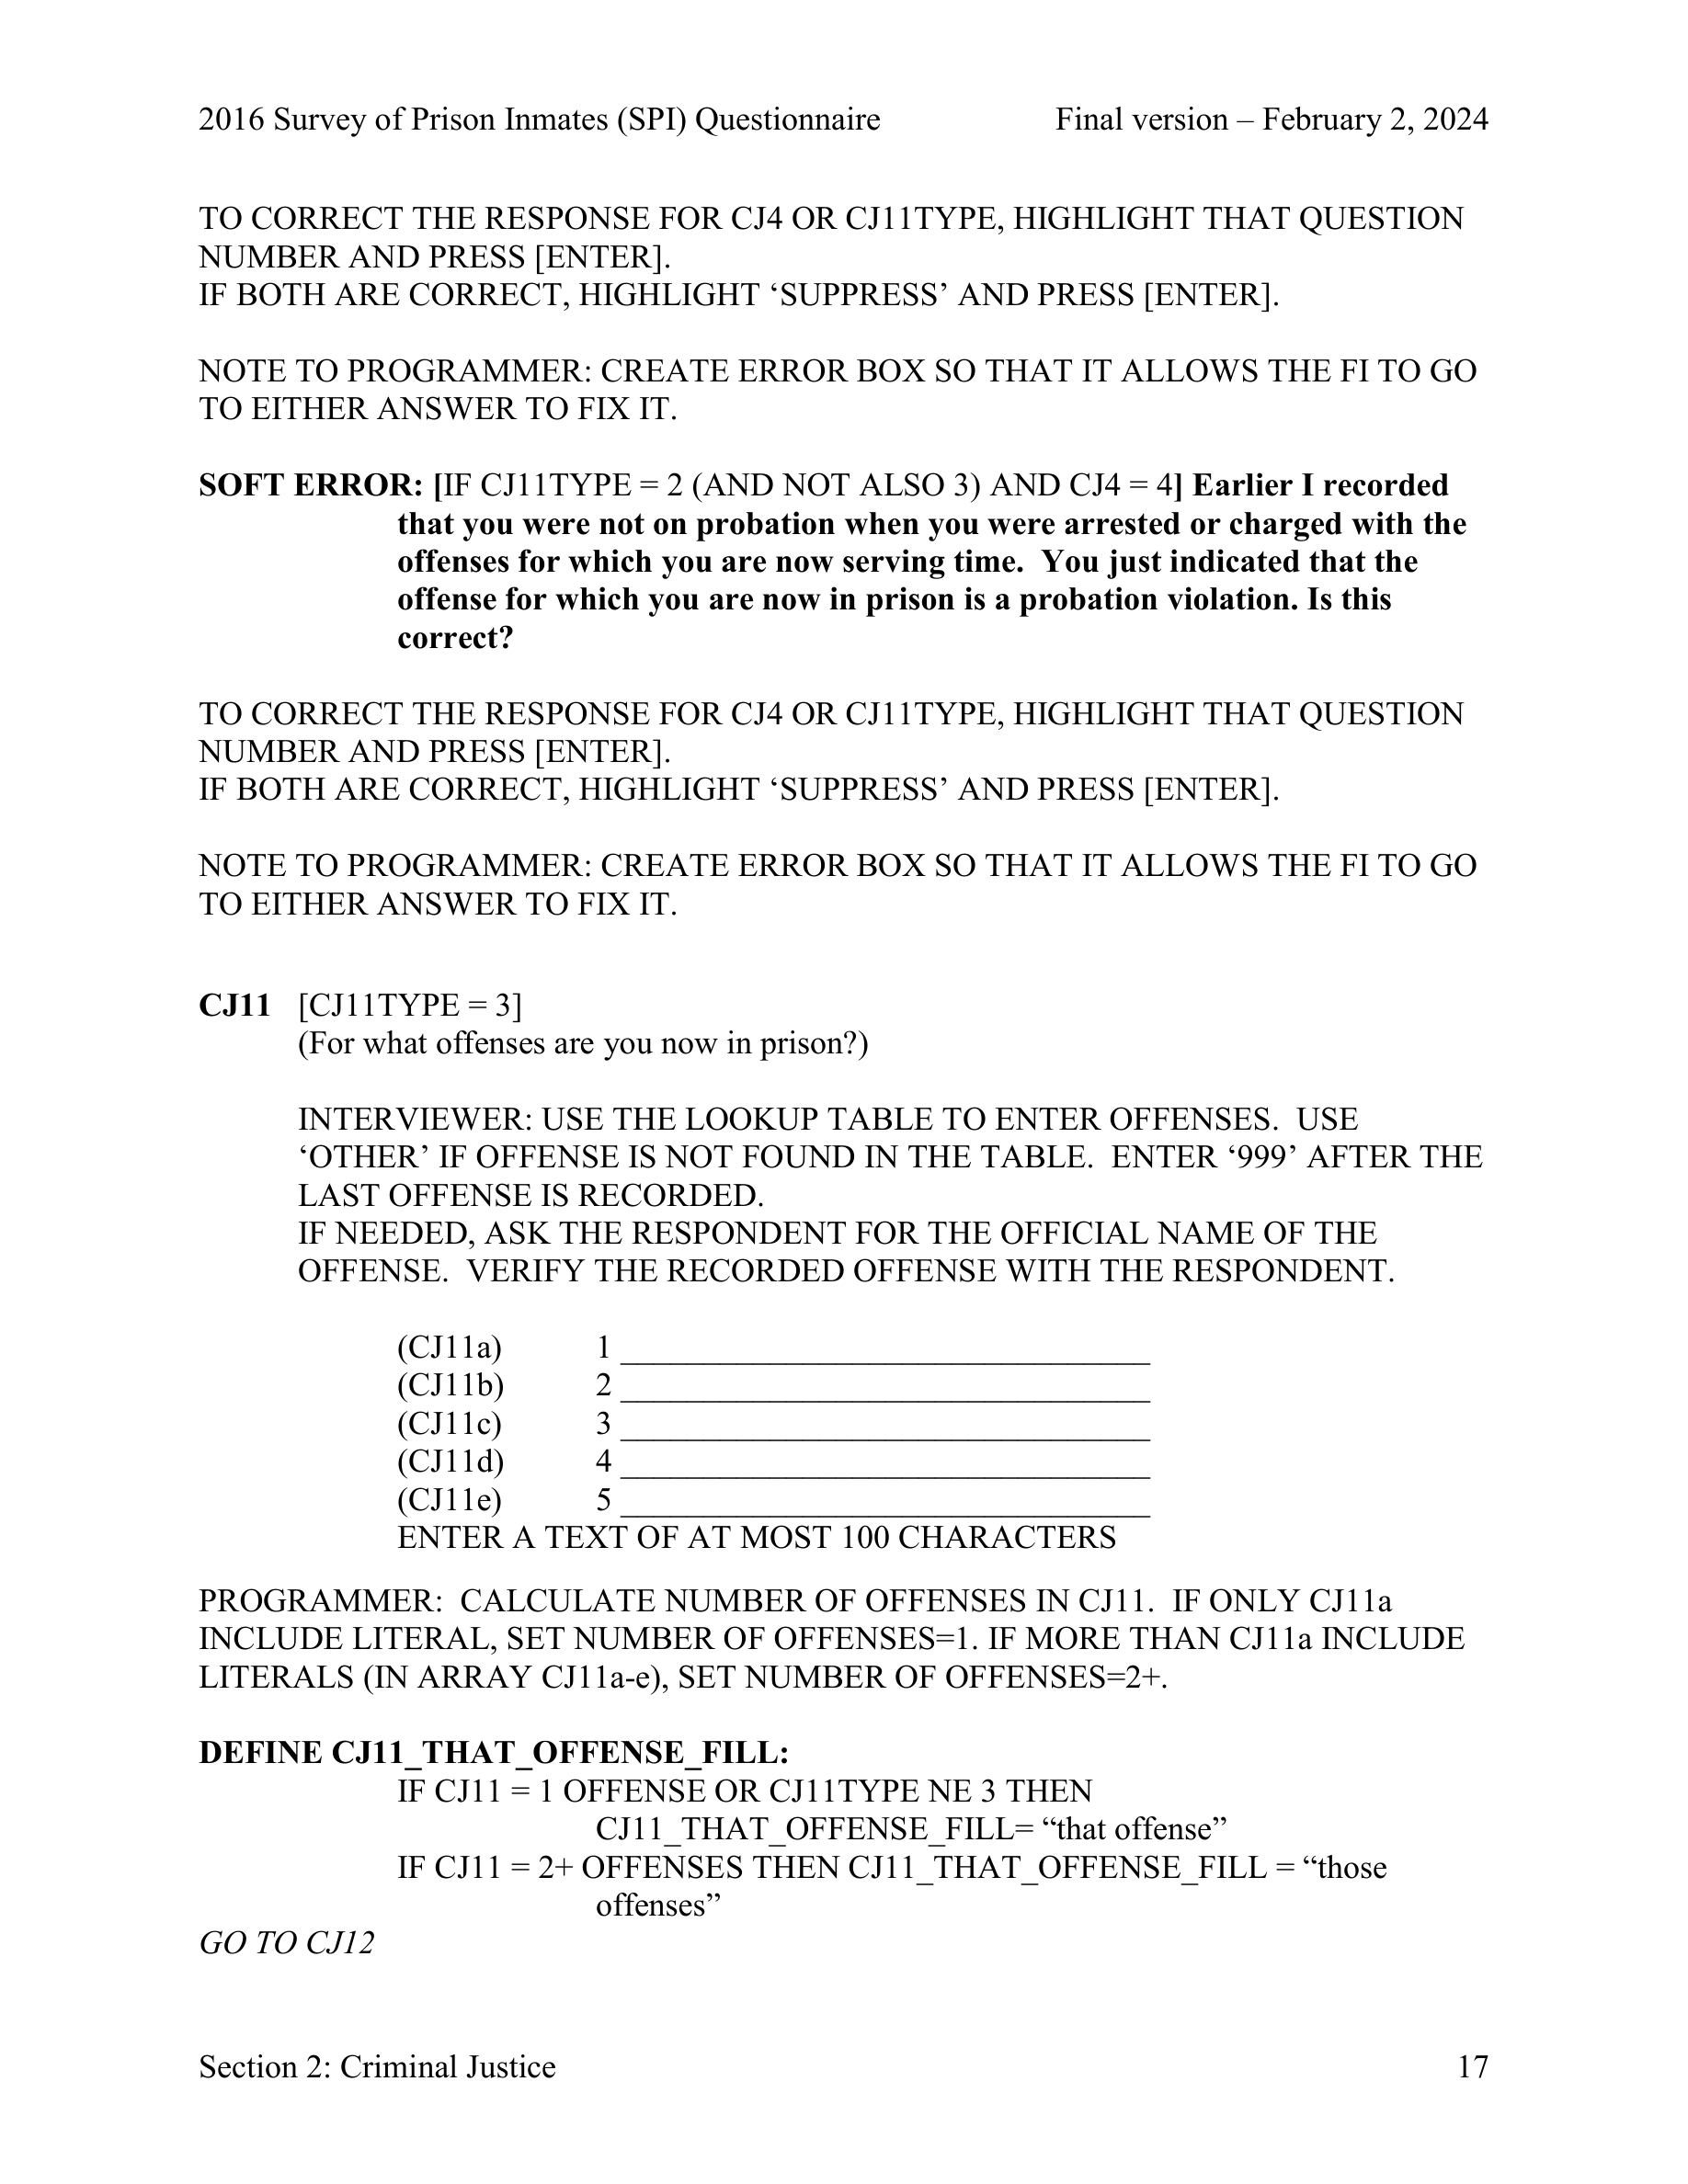 2016 Survey of Prison Inmates (SPI) Questionnaire Final version – February 2, 2024
TO CORRECT THE RESPONSE FOR CJ4 OR CJ11TYPE, HIGHLIGHT THAT QUESTION
NUMBER AND PRESS [ENTER].
IF BOTH ARE CORRECT, HIGHLIGHT ‘SUPPRESS’ AND PRESS [ENTER].
NOTE TO PROGRAMMER: CREATE ERROR BOX SO THAT IT ALLOWS THE FI TO GO
TO EITHER ANSWER TO FIX IT.
SOFT ERROR: [IF CJ11TYPE = 2 (AND NOT ALSO 3) AND CJ4 = 4] Earlier I recorded
that you were not on probation when you were arrested or charged with the
offenses for which you are now serving time.  You just indicated that the
offense for which you are now in prison is a probation violation. Is this
correct?
TO CORRECT THE RESPONSE FOR CJ4 OR CJ11TYPE, HIGHLIGHT THAT QUESTION
NUMBER AND PRESS [ENTER].
IF BOTH ARE CORRECT, HIGHLIGHT ‘SUPPRESS’ AND PRESS [ENTER].
NOTE TO PROGRAMMER: CREATE ERROR BOX SO THAT IT ALLOWS THE FI TO GO
TO EITHER ANSWER TO FIX IT.
CJ11 [CJ11TYPE = 3]
(For what offenses are you now in prison?)
INTERVIEWER: USE THE LOOKUP TABLE TO ENTER OFFENSES.  USE
‘OTHER’ IF OFFENSE IS NOT FOUND IN THE TABLE.  ENTER ‘999’ AFTER THE
LAST OFFENSE IS RECORDED.
IF NEEDED, ASK THE RESPONDENT FOR THE OFFICIAL NAME OF THE
OFFENSE.  VERIFY THE RECORDED OFFENSE WITH THE RESPONDENT.
(CJ11a) 1 ________________________________
(CJ11b) 2 ________________________________
(CJ11c) 3 ________________________________
(CJ11d) 4 ________________________________
(CJ11e) 5 ________________________________
ENTER A TEXT OF AT MOST 100 CHARACTERS
PROGRAMMER:  CALCULATE NUMBER OF OFFENSES IN CJ11.  IF ONLY CJ11a
INCLUDE LITERAL, SET NUMBER OF OFFENSES=1. IF MORE THAN CJ11a INCLUDE
LITERALS (IN ARRAY CJ11a-e), SET NUMBER OF OFFENSES=2+.
DEFINE CJ11_THAT_OFFENSE_FILL:
IF CJ11 = 1 OFFENSE OR CJ11TYPE NE 3 THEN
CJ11_THAT_OFFENSE_FILL= “that offense”
IF CJ11 = 2+ OFFENSES THEN CJ11_THAT_OFFENSE_FILL = “those
offenses”
GO TO CJ12
Section 2: Criminal Justice 17